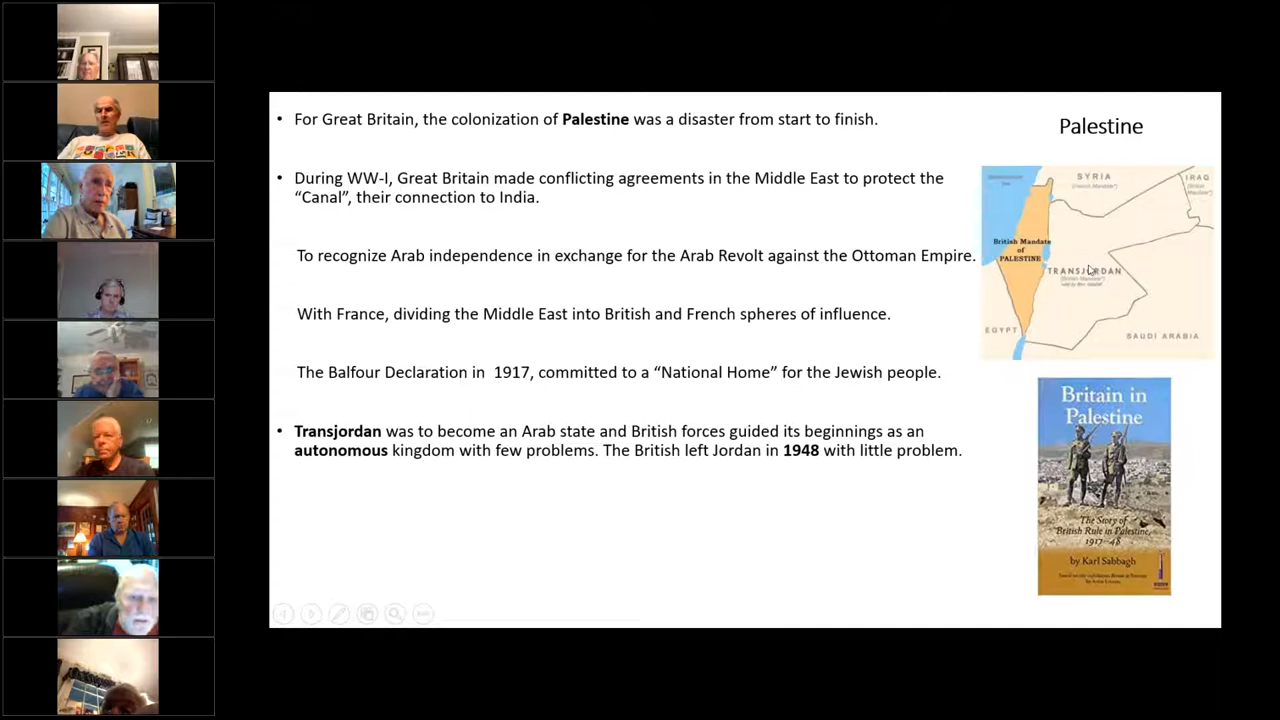 Palestine
• For Great Britain, the colonization of Palestine was a disaster from start to finish.
• During WW-I, Great Britain made conflicting agreements in the Middle East to protect the
“Canal”, their connection to India.
To recognize Arab independence in exchange for the Arab Revolt against the Ottoman Empire.
With France, dividing the Middle East into British and French spheres of influence.
The Balfour Declaration in  1917, committed to a “National Home” for the Jewish people.
• Transjordan was to become an Arab state and British forces guided its beginnings as an
autonomous kingdom with few problems. The British left Jordan in 1948 with little problem.
SYRIA
(French Mandate)
IRAQ
British Mandate
of
PALESTINE
TRANSJORDAN
EGYPT
SAUDI ARABIA
Britain in
Palestine
The Story of
British Rule in Palestine,
1917–48
by Karl Sabbagh